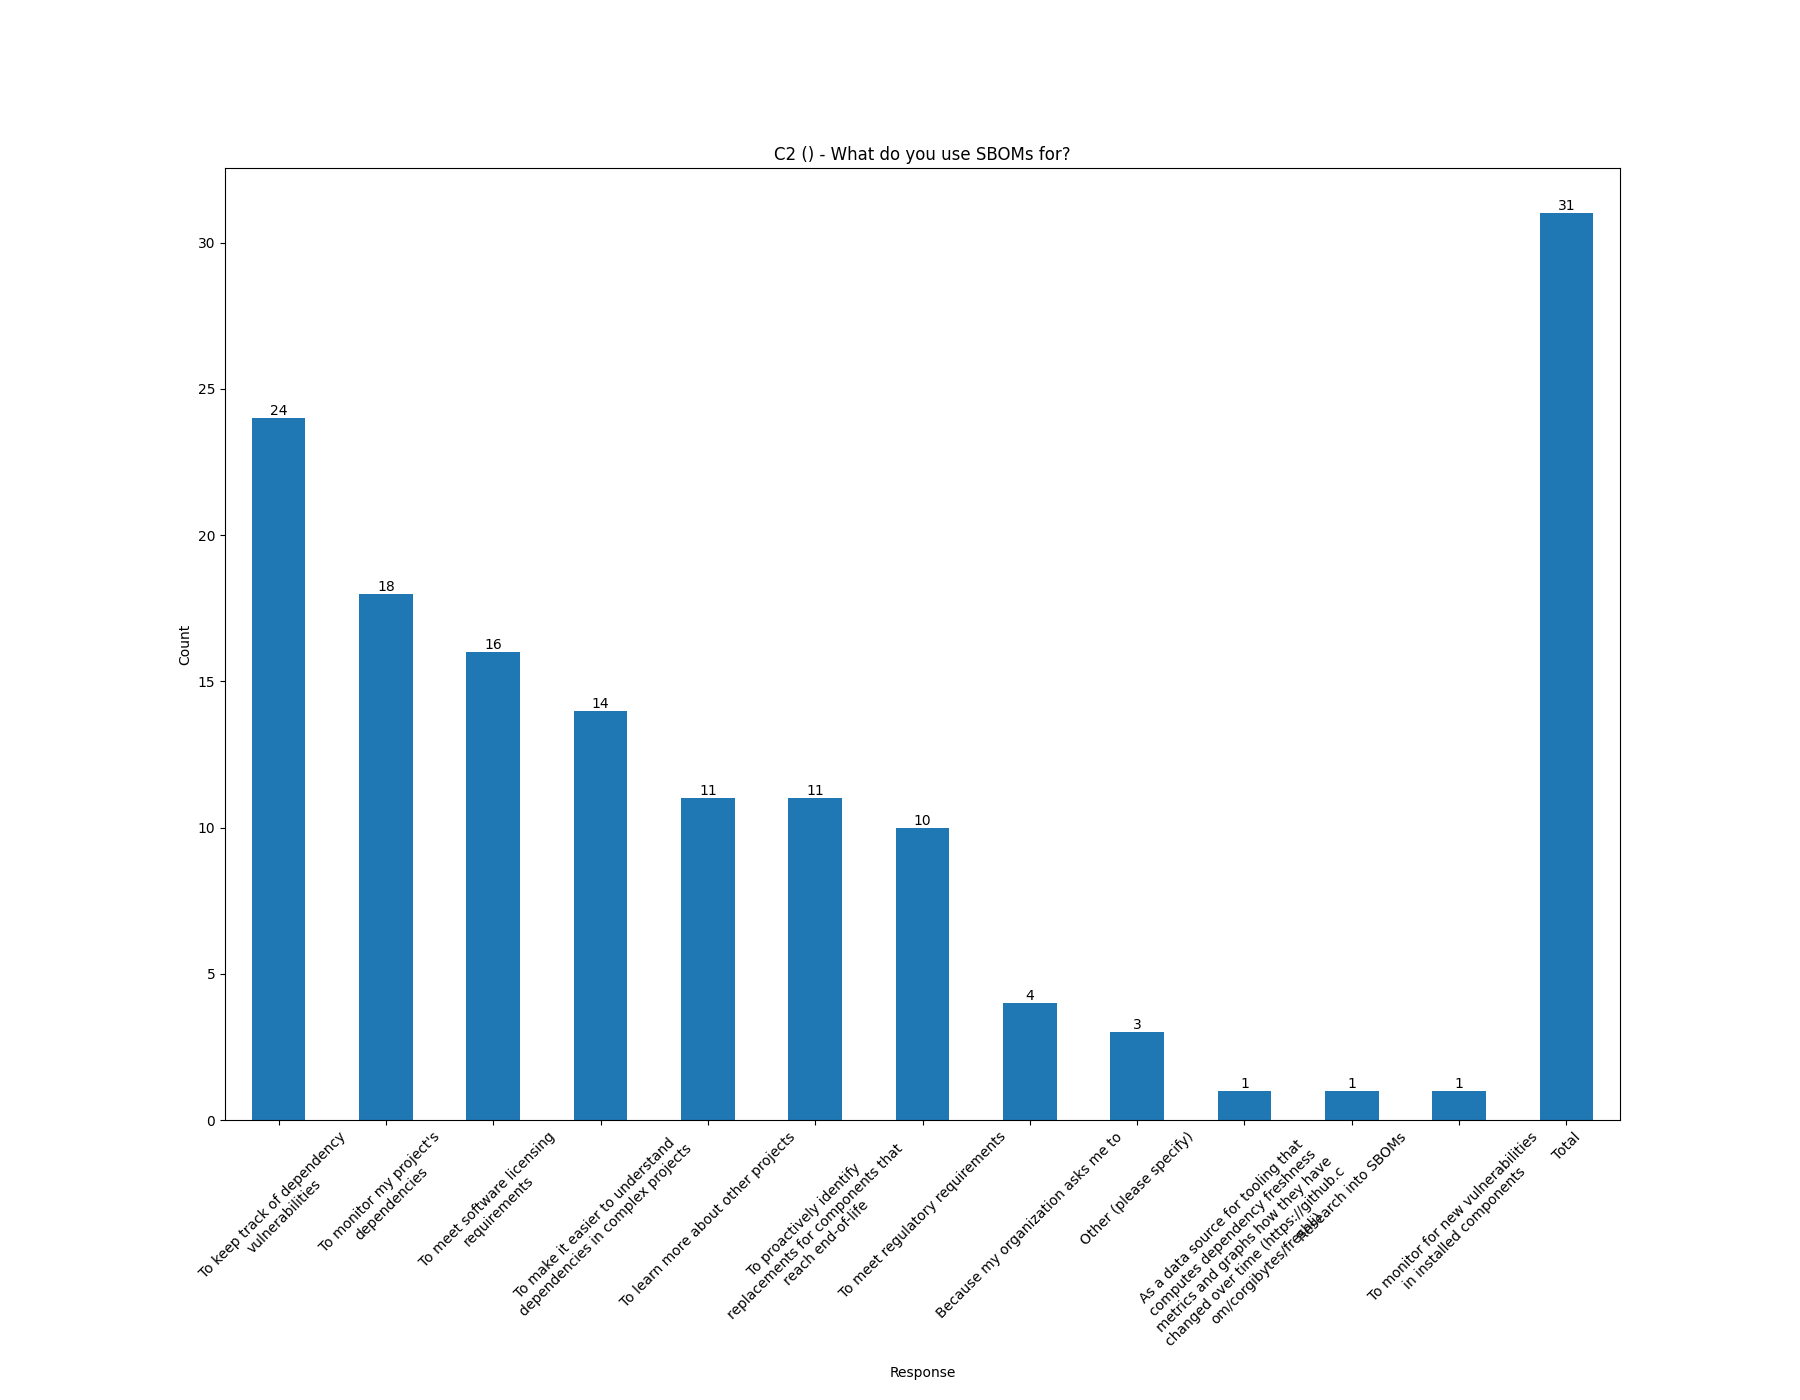 C2 () - What do you use SBOMs for?
Count
30
25
20
15
10
5
0
24
18
16
14
11
11
10
4
3
1
1
1
31
To keep track of dependency
vulnerabilities
To monitor my project's
dependencies
To meet software licensing
requirements
To make it easier to understand
dependencies in complex projects
To learn more about other projects
To proactively identify
replacements for components that
reach end-of-life
To meet regulatory requirements
Because my organization asks me to
Other (please specify)
As a data source for tooling that
computes dependency freshness
metrics and graphs how they have
changed over time (https://github.c
om/corgibytes/freshli)
Research into SBOMs
To monitor for new vulnerabilities
in installed components
Total
Response